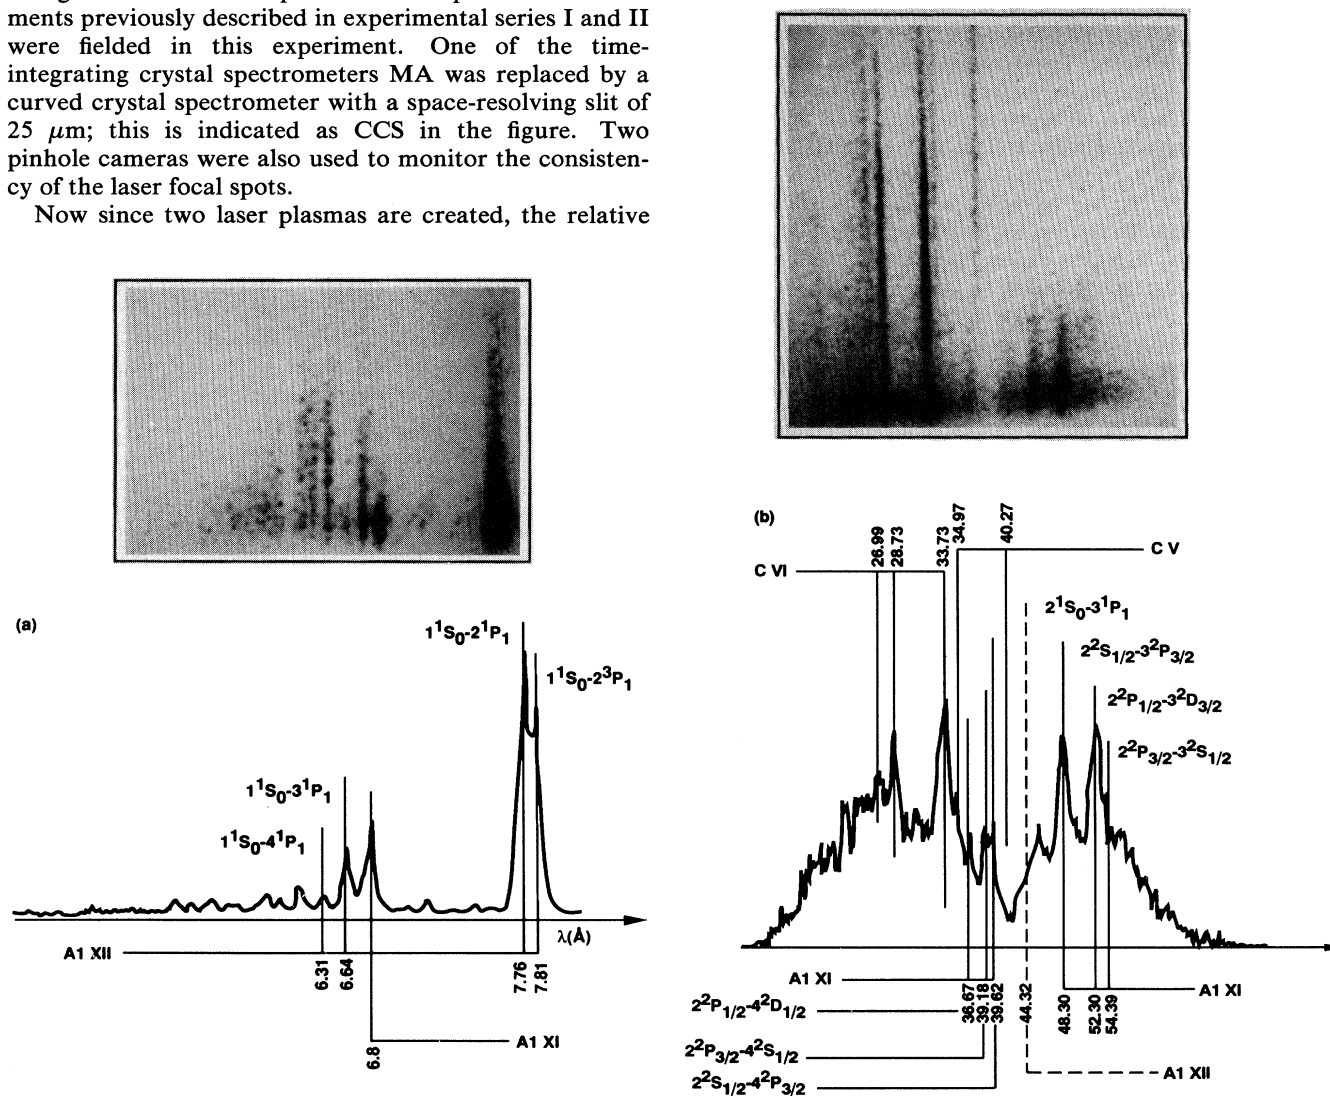 ments previously described in experimental series I and II
were fielded in this experiment. One of the time-
integrating crystal spectrometers MA was replaced by a
curved crystal spectrometer with a space-resolving slit of
25 μm; this is indicated as CCS in the figure. Two
pinhole cameras were also used to monitor the consisten-
cy of the laser focal spots.
Now since two laser plasmas are created, the relative
(a)
1¹S₀-2¹P₁
1¹S₀-2³P₁
1¹S₀-3¹P₁
1¹S₀-4¹P₁
λ(Å)
A1 XII
6.31
6.64
7.76
7.81
6.8
A1 XI
(b)
26.99
28.73
33.73
34.97
40.27
C VI
C V
2¹S₀-3¹P₁
2²S₁/₂-3²P₃/₂
2²P₁/₂-3²D₃/₂
2²P₃/₂-3²S₁/₂
A1 XI
36.67
39.18
39.62
44.32
48.30
52.30
54.39
A1 XI
2²P₁/₂-4²D₁/₂
2²P₃/₂-4²S₁/₂
2²S₁/₂-4²P₃/₂
A1 XII